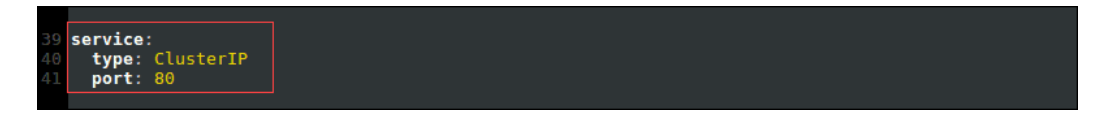 39 service:
40   type: ClusterIP
41   port: 80